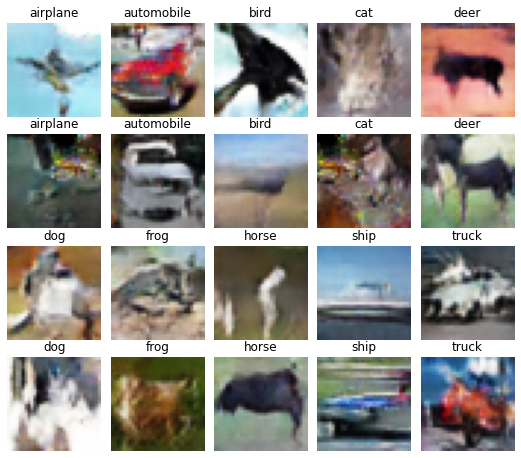 airplane automobile bird cat deer
airplane automobile bird cat deer
dog frog horse ship truck
dog frog horse ship truck